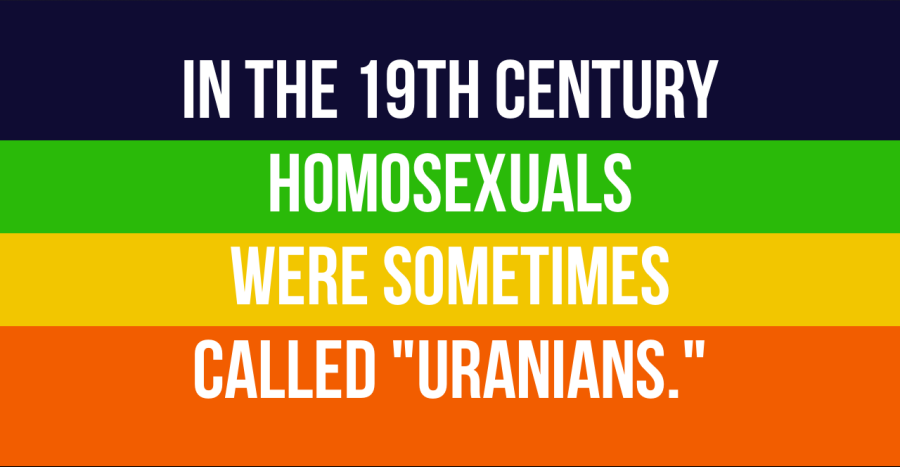 IN THE 19TH CENTURY
HOMOSEXUALS
WERE SOMETIMES
CALLED "URANIANS."